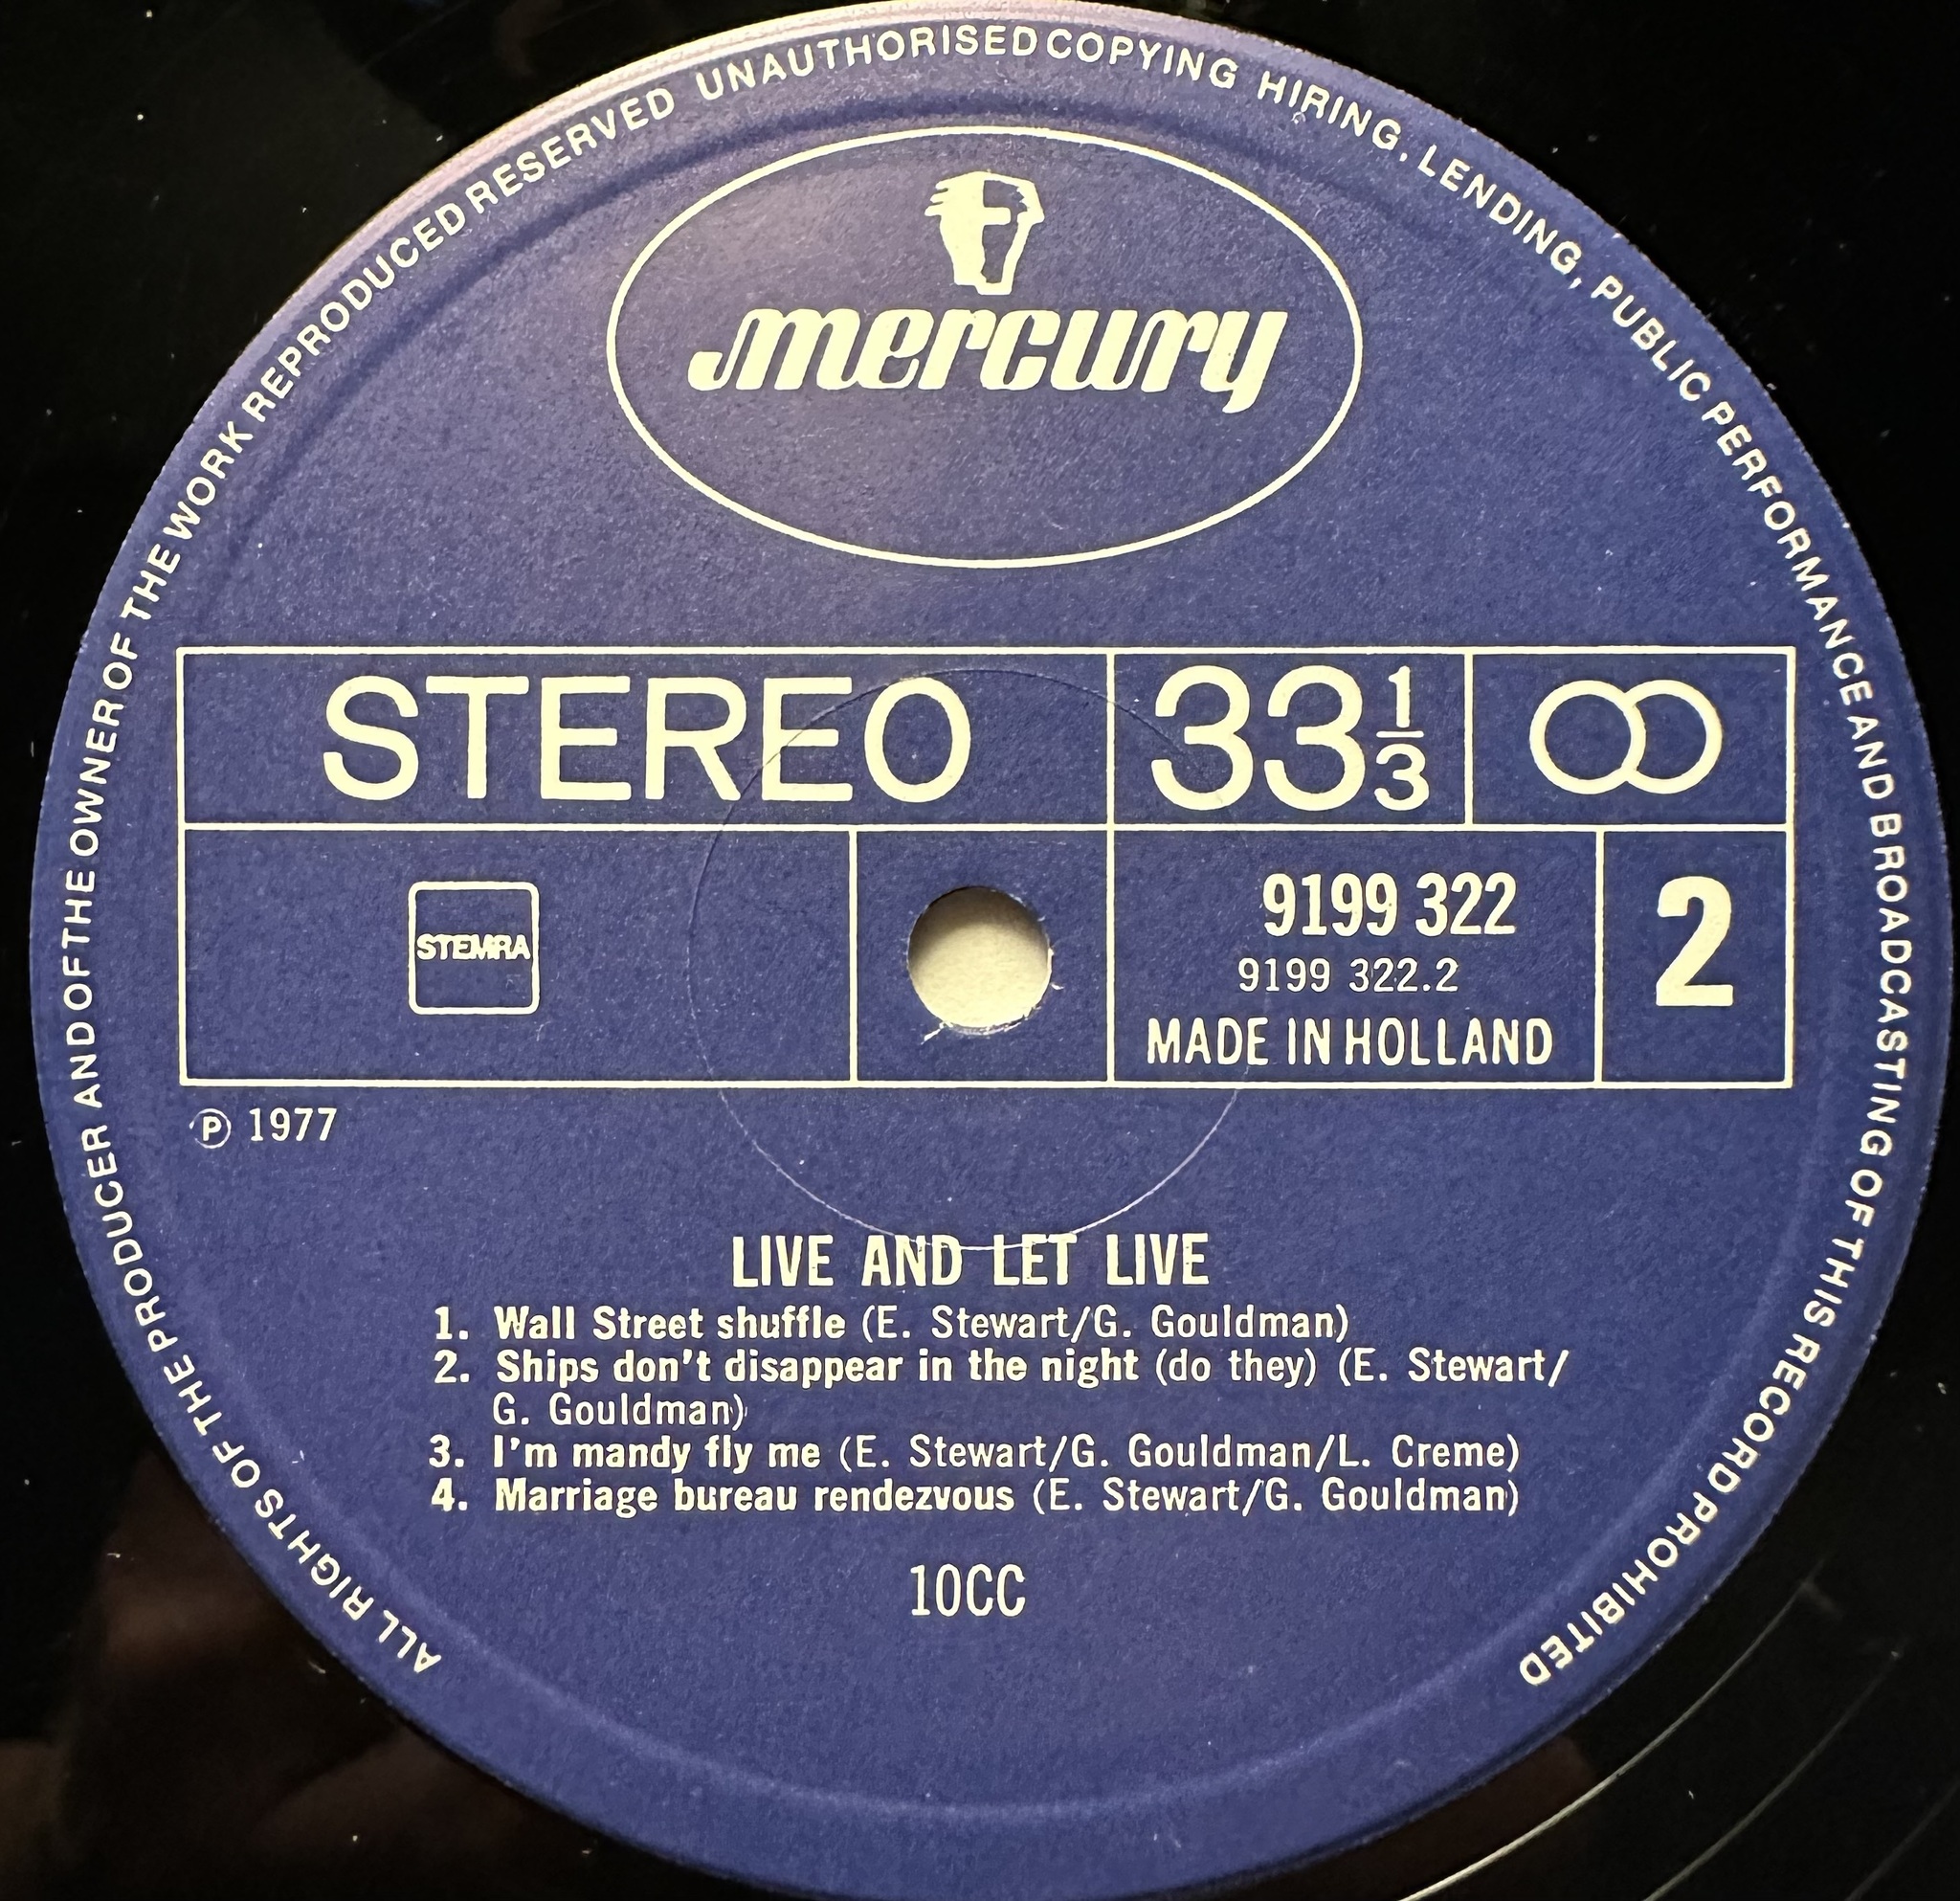 ALL RIGHTS OF THE PRODUCER AND OF THE OWNER OF THE WORK REPRODUCED RESERVED UNAUTHORISED COPYING HIRING, LENDING, PUBLIC PERFORMANCE AND BROADCASTING OF THIS RECORD PROHIBITED
mercury
STEREO
33 1/3
STEMRA
9199 322
9199 322.2
MADE IN HOLLAND
2
Ⓟ 1977
LIVE AND LET LIVE
1. Wall Street shuffle (E. Stewart/G. Gouldman)
2. Ships don't disappear in the night (do they) (E. Stewart/
G. Gouldman)
3. I'm mandy fly me (E. Stewart/G. Gouldman/L. Creme)
4. Marriage bureau rendezvous (E. Stewart/G. Gouldman)
10CC